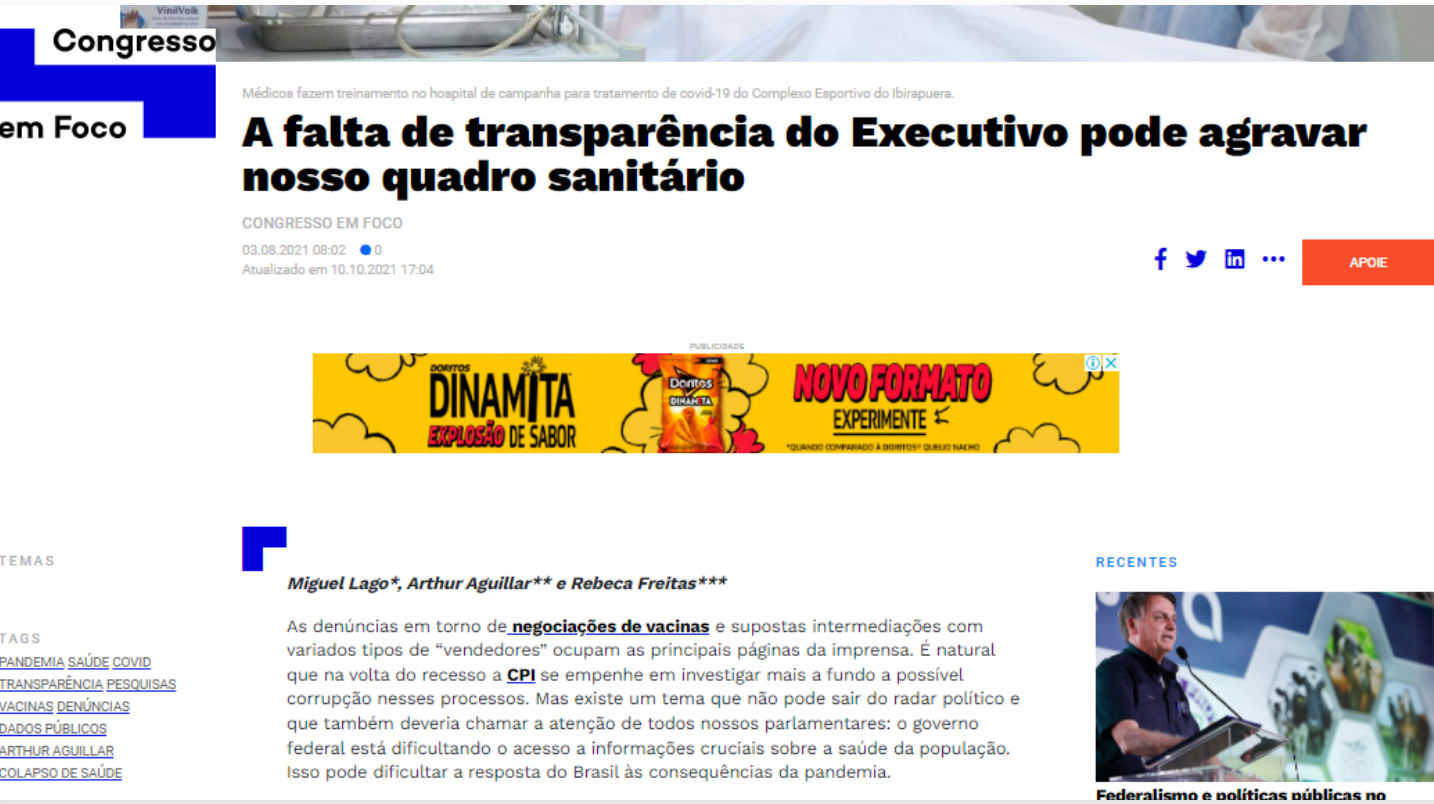 VinilVolk
Congresso
em Foco
Médicos fazem treinamento no hospital de campanha para tratamento de covid-19 do Complexo Esportivo do Ibirapuera.
A falta de transparência do Executivo pode agravar
nosso quadro sanitário
CONGRESSO EM FOCO
03.08.2021 08:02 0
Atualizado em 10.10.2021 17:04
APOIE
PUBLICIDADE
DORITOS
DINAMITA
EXPLOSÃO DE SABOR
Doritos
DINAMITA
NOVO FORMATO
EXPERIMENTE
*QUANDO COMPARADO À DORITOS® QUEIJO NACHO
TEMAS
TAGS
PANDEMIA SAÚDE COVID
TRANSPARÊNCIA PESQUISAS
VACINAS DENÚNCIAS
DADOS PÚBLICOS
ARTHUR AGUILLAR
COLAPSO DE SAÚDE
Miguel Lago*, Arthur Aguillar** e Rebeca Freitas***
As denúncias em torno de negociações de vacinas e supostas intermediações com
variados tipos de “vendedores” ocupam as principais páginas da imprensa. É natural
que na volta do recesso a CPI se empenhe em investigar mais a fundo a possível
corrupção nesses processos. Mas existe um tema que não pode sair do radar político e
que também deveria chamar a atenção de todos nossos parlamentares: o governo
federal está dificultando o acesso a informações cruciais sobre a saúde da população.
Isso pode dificultar a resposta do Brasil às consequências da pandemia.
RECENTES
Federalismo e políticas públicas no